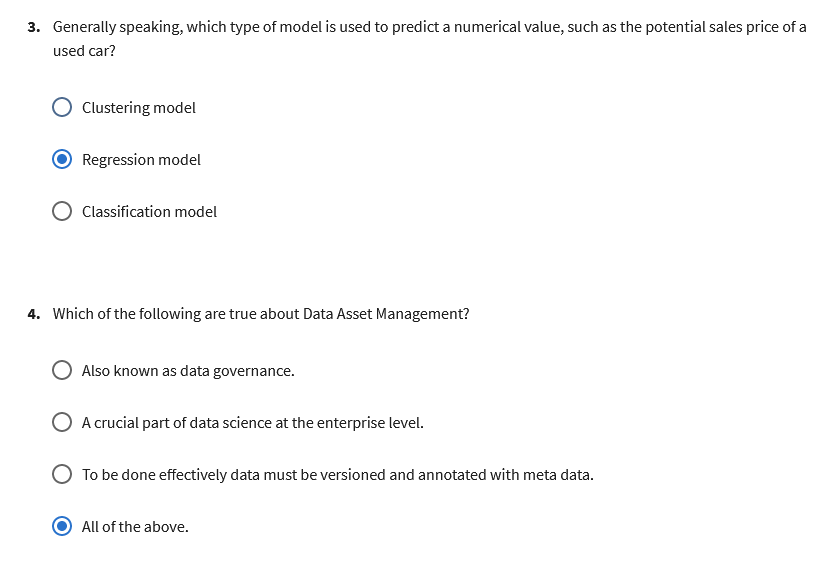 3. Generally speaking, which type of model is used to predict a numerical value, such as the potential sales price of a
used car?
Clustering model
Regression model
Classification model
4. Which of the following are true about Data Asset Management?
Also known as data governance.
A crucial part of data science at the enterprise level.
To be done effectively data must be versioned and annotated with meta data.
All of the above.